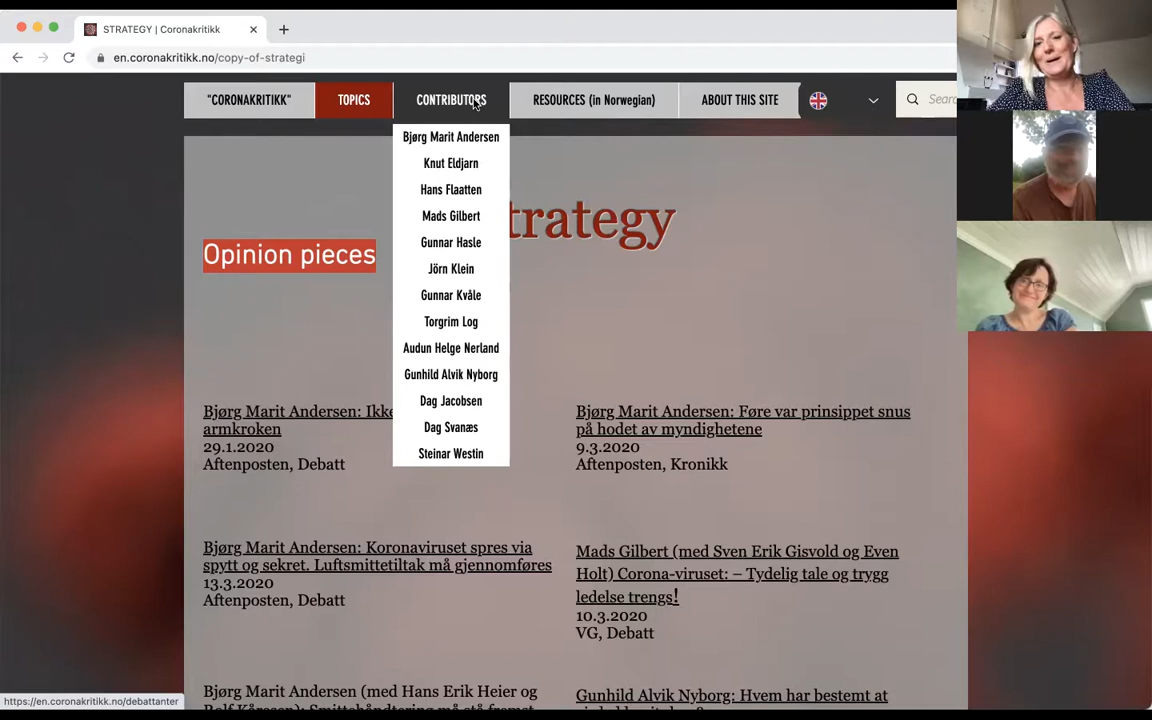 STRATEGY | Coronakritikk
en.coronakritikk.no/copy-of-strategi
"CORONAKRITIKK"
TOPICS
CONTRIBUTORS
RESOURCES (in Norwegian)
ABOUT THIS SITE
Bjørg Marit Andersen
Knut Eldjarn
Hans Flaatten
Mads Gilbert
Gunnar Hasle
Jörn Klein
Gunnar Kvåle
Torgrim Log
Audun Helge Nerland
Gunhild Alvik Nyborg
Dag Jacobsen
Dag Svanæs
Steinar Westin
trategy
Opinion pieces
Bjørg Marit Andersen: Ikke
armkroken
29.1.2020
Aftenposten, Debatt
Bjørg Marit Andersen: Føre var prinsippet snus
på hodet av myndighetene
9.3.2020
Aftenposten, Kronikk
Bjørg Marit Andersen: Koronaviruset spres via
spytt og sekret. Luftsmittetiltak må gjennomføres
13.3.2020
Aftenposten, Debatt
Mads Gilbert (med Sven Erik Gisvold og Even
Holt) Corona-viruset: – Tydelig tale og trygg
ledelse trengs!
10.3.2020
VG, Debatt
Bjørg Marit Andersen (med Hans Erik Heier og
Gunhild Alvik Nyborg: Hvem har bestemt at
https://en.coronakritikk.no/debattanter